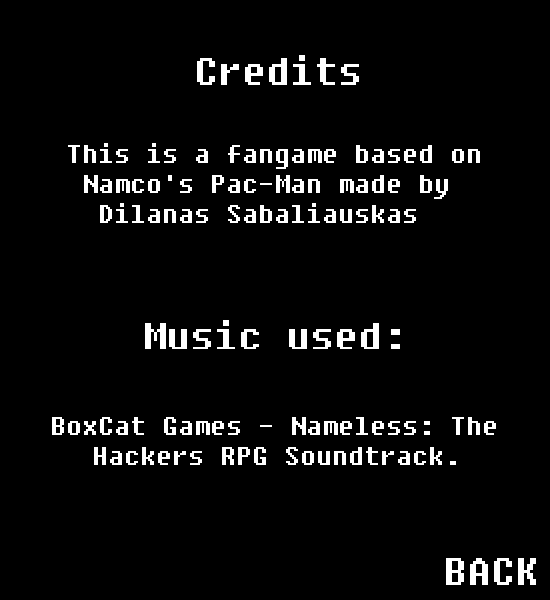 Credits
This is a fangame based on
Namco's Pac-Man made by
Dilanas Sabaliauskas
Music used:
BoxCat Games - Nameless: The
Hackers RPG Soundtrack.
BACK